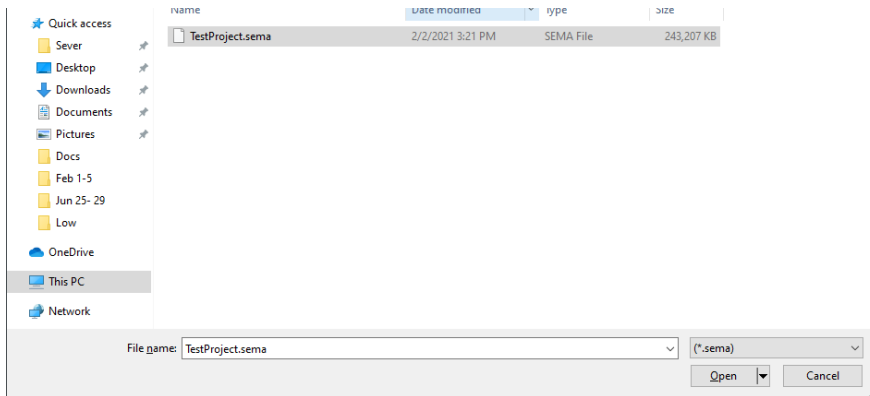 Name Date modified Type Size
Quick access
TestProject.sema 2/2/2021 3:21 PM SEMA File 243,207 KB
Sever
Desktop
Downloads
Documents
Pictures
Docs
Feb 1-5
Jun 25- 29
Low
OneDrive
This PC
Network
File name: TestProject.sema (*.sema)
Open Cancel